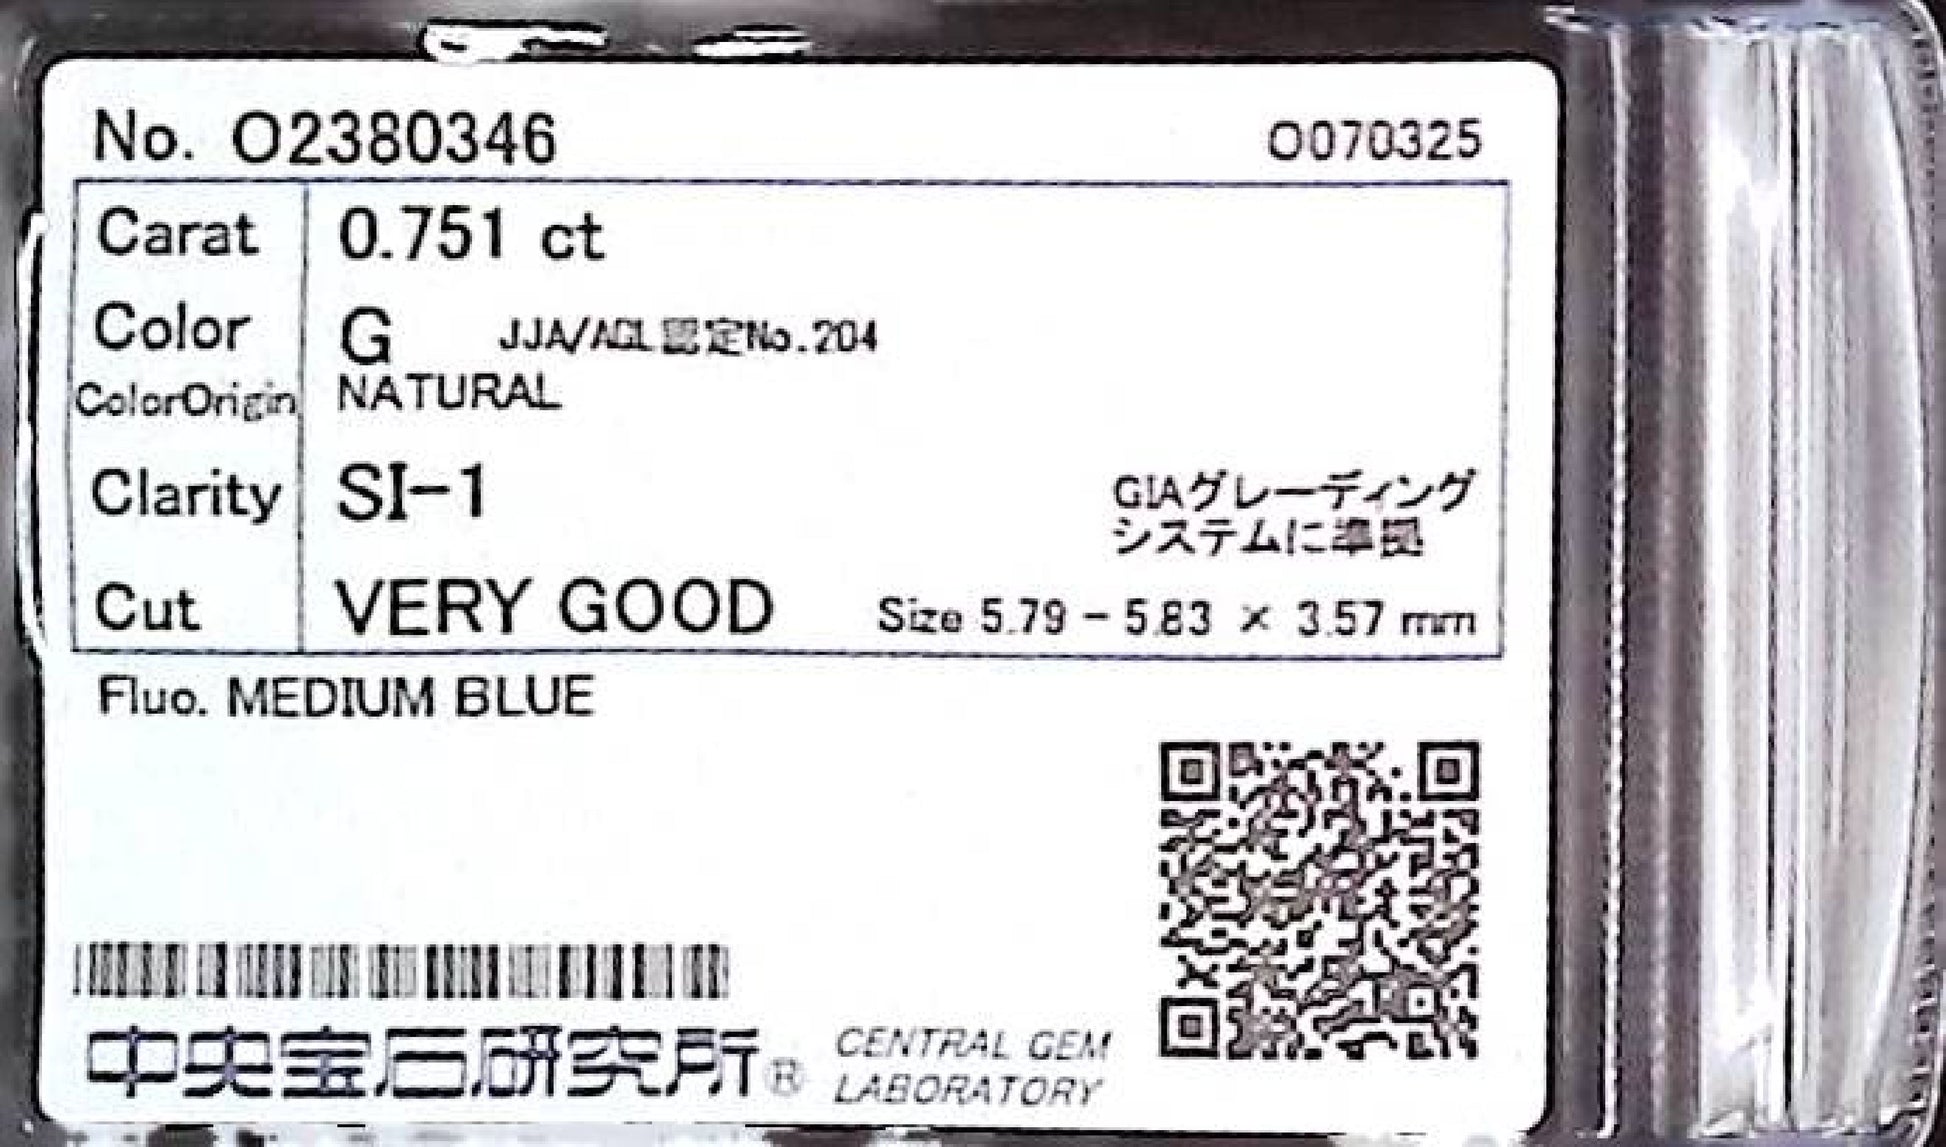 No. O2380346 O070325
Carat 0.751 ct
Color G JJA/AGL認定No.204
ColorOrigin NATURAL
Clarity SI-1 GIAグレーディング
システムに準拠
Cut VERY GOOD Size 5.79 - 5.83 × 3.57 mm
Fluo. MEDIUM BLUE
中央宝石研究所® CENTRAL GEM
LABORATORY